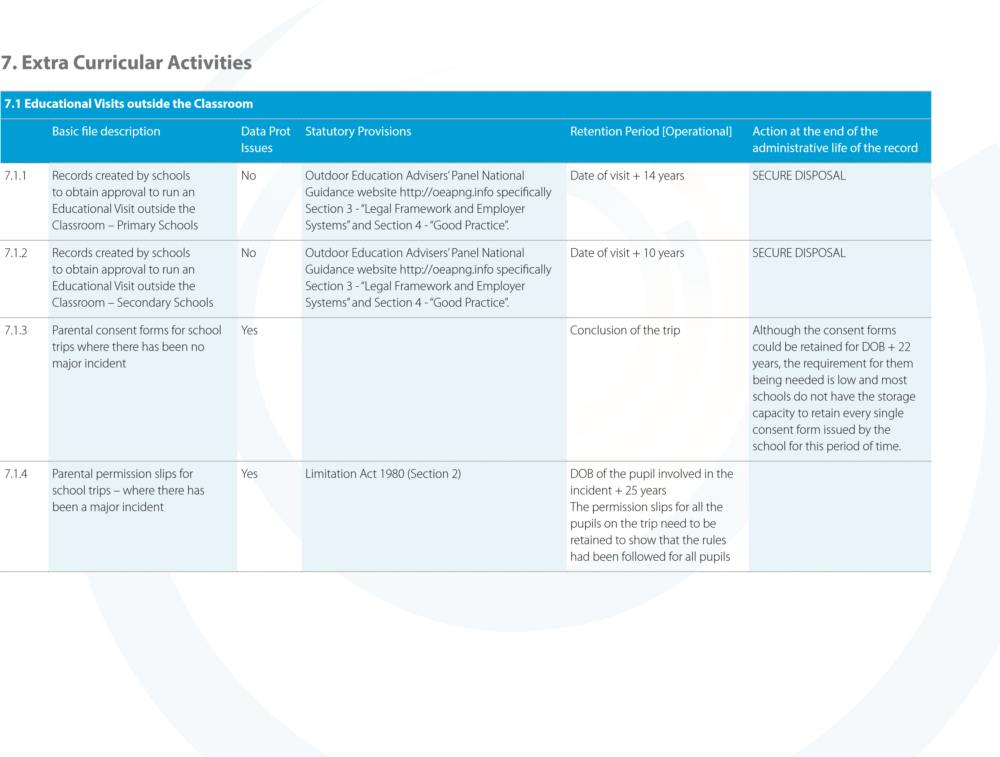 7. Extra Curricular Activities
7.1 Educational Visits outside the Classroom
Basic file description
Data Prot
Issues
Statutory Provisions
Retention Period [Operational]
Action at the end of the
administrative life of the record
7.1.1
Records created by schools
to obtain approval to run an
Educational Visit outside the
Classroom – Primary Schools
No
Outdoor Education Advisers’ Panel National
Guidance website http://oeapng.info specifically
Section 3 - “Legal Framework and Employer
Systems” and Section 4 - “Good Practice”.
Date of visit + 14 years
SECURE DISPOSAL
7.1.2
Records created by schools
to obtain approval to run an
Educational Visit outside the
Classroom – Secondary Schools
No
Outdoor Education Advisers’ Panel National
Guidance website http://oeapng.info specifically
Section 3 - “Legal Framework and Employer
Systems” and Section 4 - “Good Practice”.
Date of visit + 10 years
SECURE DISPOSAL
7.1.3
Parental consent forms for school
trips where there has been no
major incident
Yes
Conclusion of the trip
Although the consent forms
could be retained for DOB + 22
years, the requirement for them
being needed is low and most
schools do not have the storage
capacity to retain every single
consent form issued by the
school for this period of time.
7.1.4
Parental permission slips for
school trips – where there has
been a major incident
Yes
Limitation Act 1980 (Section 2)
DOB of the pupil involved in the
incident + 25 years
The permission slips for all the
pupils on the trip need to be
retained to show that the rules
had been followed for all pupils